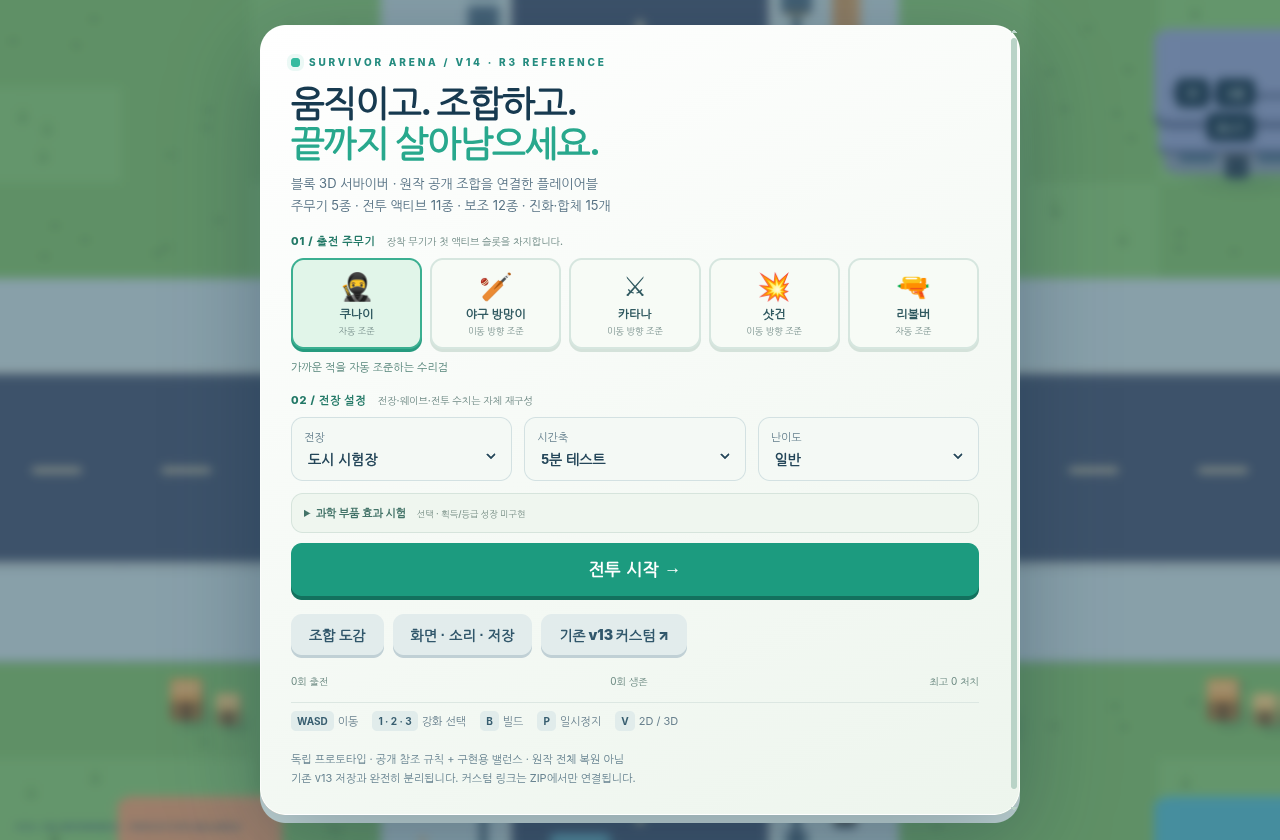 SURVIVOR ARENA / V14 · R3 REFERENCE
움직이고. 조합하고.
끝까지 살아남으세요.
블록 3D 서바이버 · 원작 공개 조합을 연결한 플레이어블
주무기 5종 · 전투 액티브 11종 · 보조 12종 · 진화·합체 15개
01 / 출전 주무기 장착 무기가 첫 액티브 슬롯을 차지합니다.
쿠나이 야구 방망이 카타나 샷건 리볼버
자동 조준 이동 방향 조준 이동 방향 조준 이동 방향 조준 자동 조준
가까운 적을 자동 조준하는 수리검
02 / 전장 설정 전장·웨이브·전투 수치는 자체 재구성
전장 시간축 난이도
도시 시험장 5분 테스트 일반
▶ 과학 부품 효과 시험 선택 · 획득/등급 성장 미구현
전투 시작 →
조합 도감 화면 · 소리 · 저장 기존 v13 커스텀 ↗
0회 출전 0회 생존 최고 0 처치
WASD 이동 1 · 2 · 3 강화 선택 B 빌드 P 일시정지 V 2D / 3D
독립 프로토타입 · 공개 참조 규칙 + 구현용 밸런스 · 원작 전체 복원 아님
기존 v13 저장과 완전히 분리됩니다. 커스텀 링크는 ZIP에서만 연결됩니다.